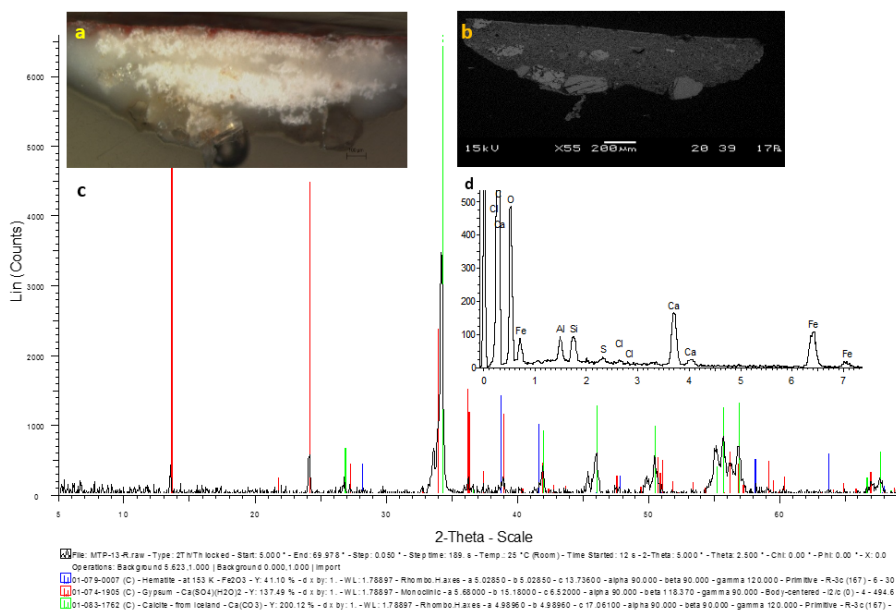 a
b
15kV X55 200µm 20 39
c
d
Lin (Counts)
6000
5000
4000
3000
2000
1000
0
5 10 20 30 40 50 60
2-Theta - Scale
500
400
300
200
100
0
Cl
Ca
O
Fe
Al
Si
S
Cl
Cl
Ca
Ca
Fe
Fe
0 1 2 3 4 5 6 7
File: MTP-13-R.raw - Type: 2Th/Th locked - Start: 5.000 ° - End: 69.978 ° - Step: 0.050 ° - Step time: 189. s - Temp.: 25 °C (Room) - Time Started: 12 s - 2-Theta: 5.000 ° - Theta: 2.500 ° - Chi: 0.00 ° - Phi: 0.00 ° - X: 0.0
Operations: Background 5.623,1.000 | Background 0.000,1.000 | Import
01-079-0007 (C) - Hematite - at 153 K - Fe2O3 - Y: 41.10 % - d x by: 1. - WL: 1.78897 - Rhombo.H.axes - a 5.02850 - b 5.02850 - c 13.73600 - alpha 90.000 - beta 90.000 - gamma 120.000 - Primitive - R-3c (167) - 6 - 30
01-074-1905 (C) - Gypsum - Ca(SO4)(H2O)2 - Y: 137.49 % - d x by: 1. - WL: 1.78897 - Monoclinic - a 5.68000 - b 15.18000 - c 6.52000 - alpha 90.000 - beta 118.370 - gamma 90.000 - Body-centered - I2/c (0) - 4 - 494.
01-083-1762 (C) - Calcite from Iceland - Ca(CO3) - Y: 200.12 % - d x by: 1. - WL: 1.78897 - Rhombo.H.axes - a 4.98960 - b 4.98960 - c 17.06100 - alpha 90.000 - beta 90.000 - gamma 120.000 - Primitive - R-3c (167)